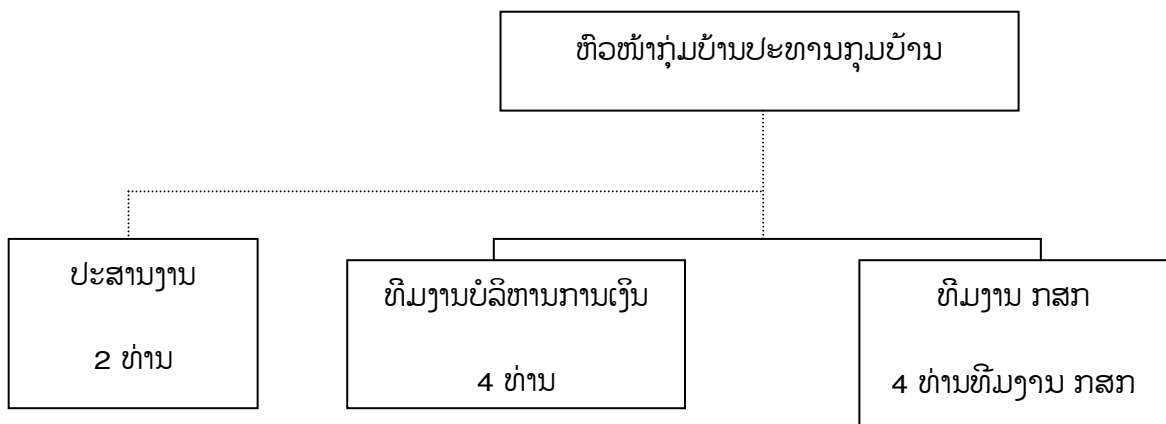 ຫົວໜ້າກຸ່ມບ້ານປະທານກຸມບ້ານ
ປະສານງານ
2 ທ່ານ
ທີມງານບໍລິຫານການເງິນ
4 ທ່ານ
ທີມງານ ກສກ
4 ທ່ານທີມງານ ກສກ